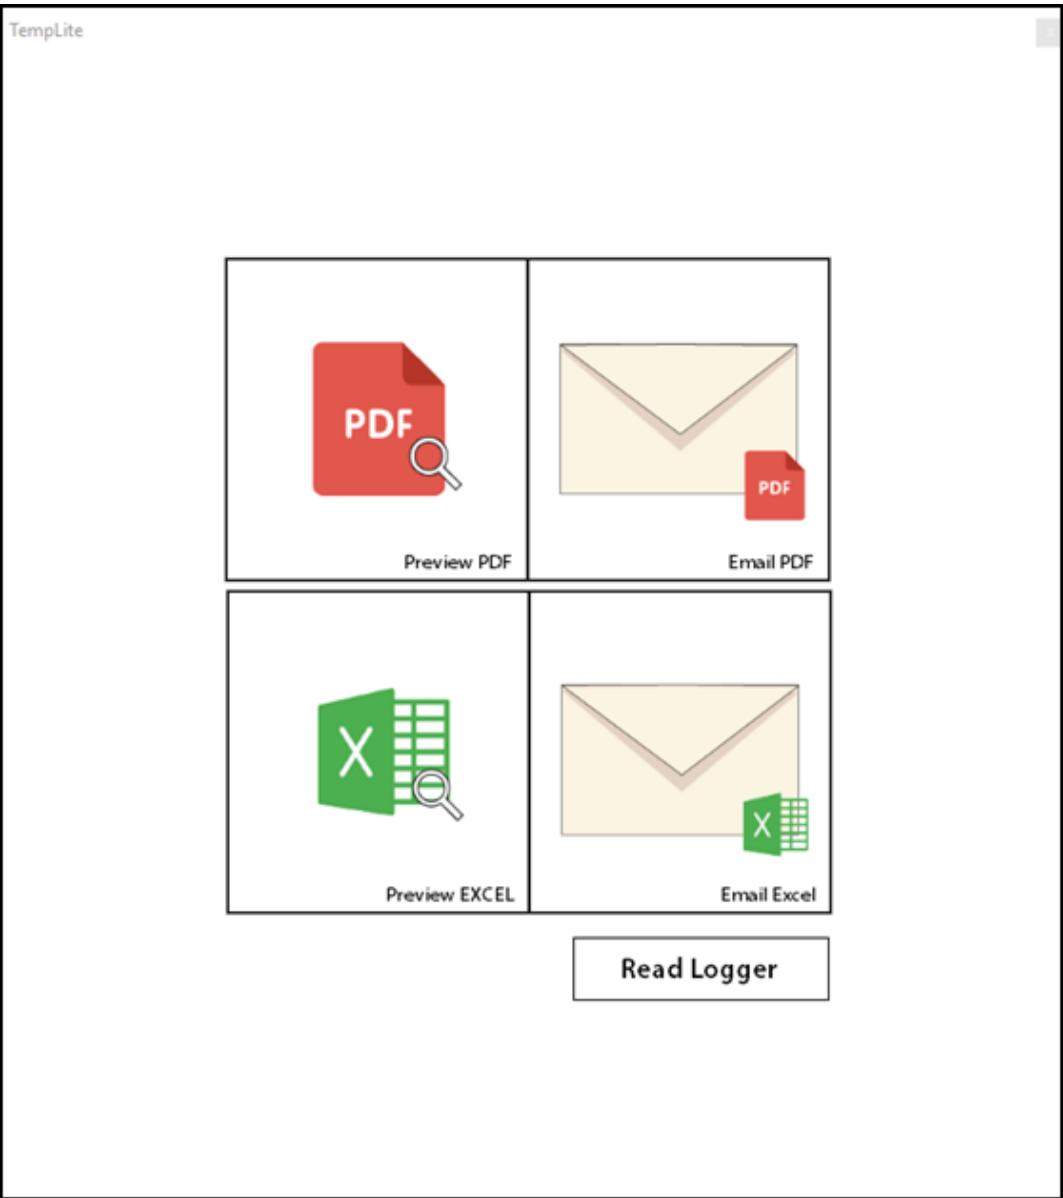 TempLite
PDF
PDF
Preview PDF
Email PDF
X
X
Preview EXCEL
Email Excel
Read Logger